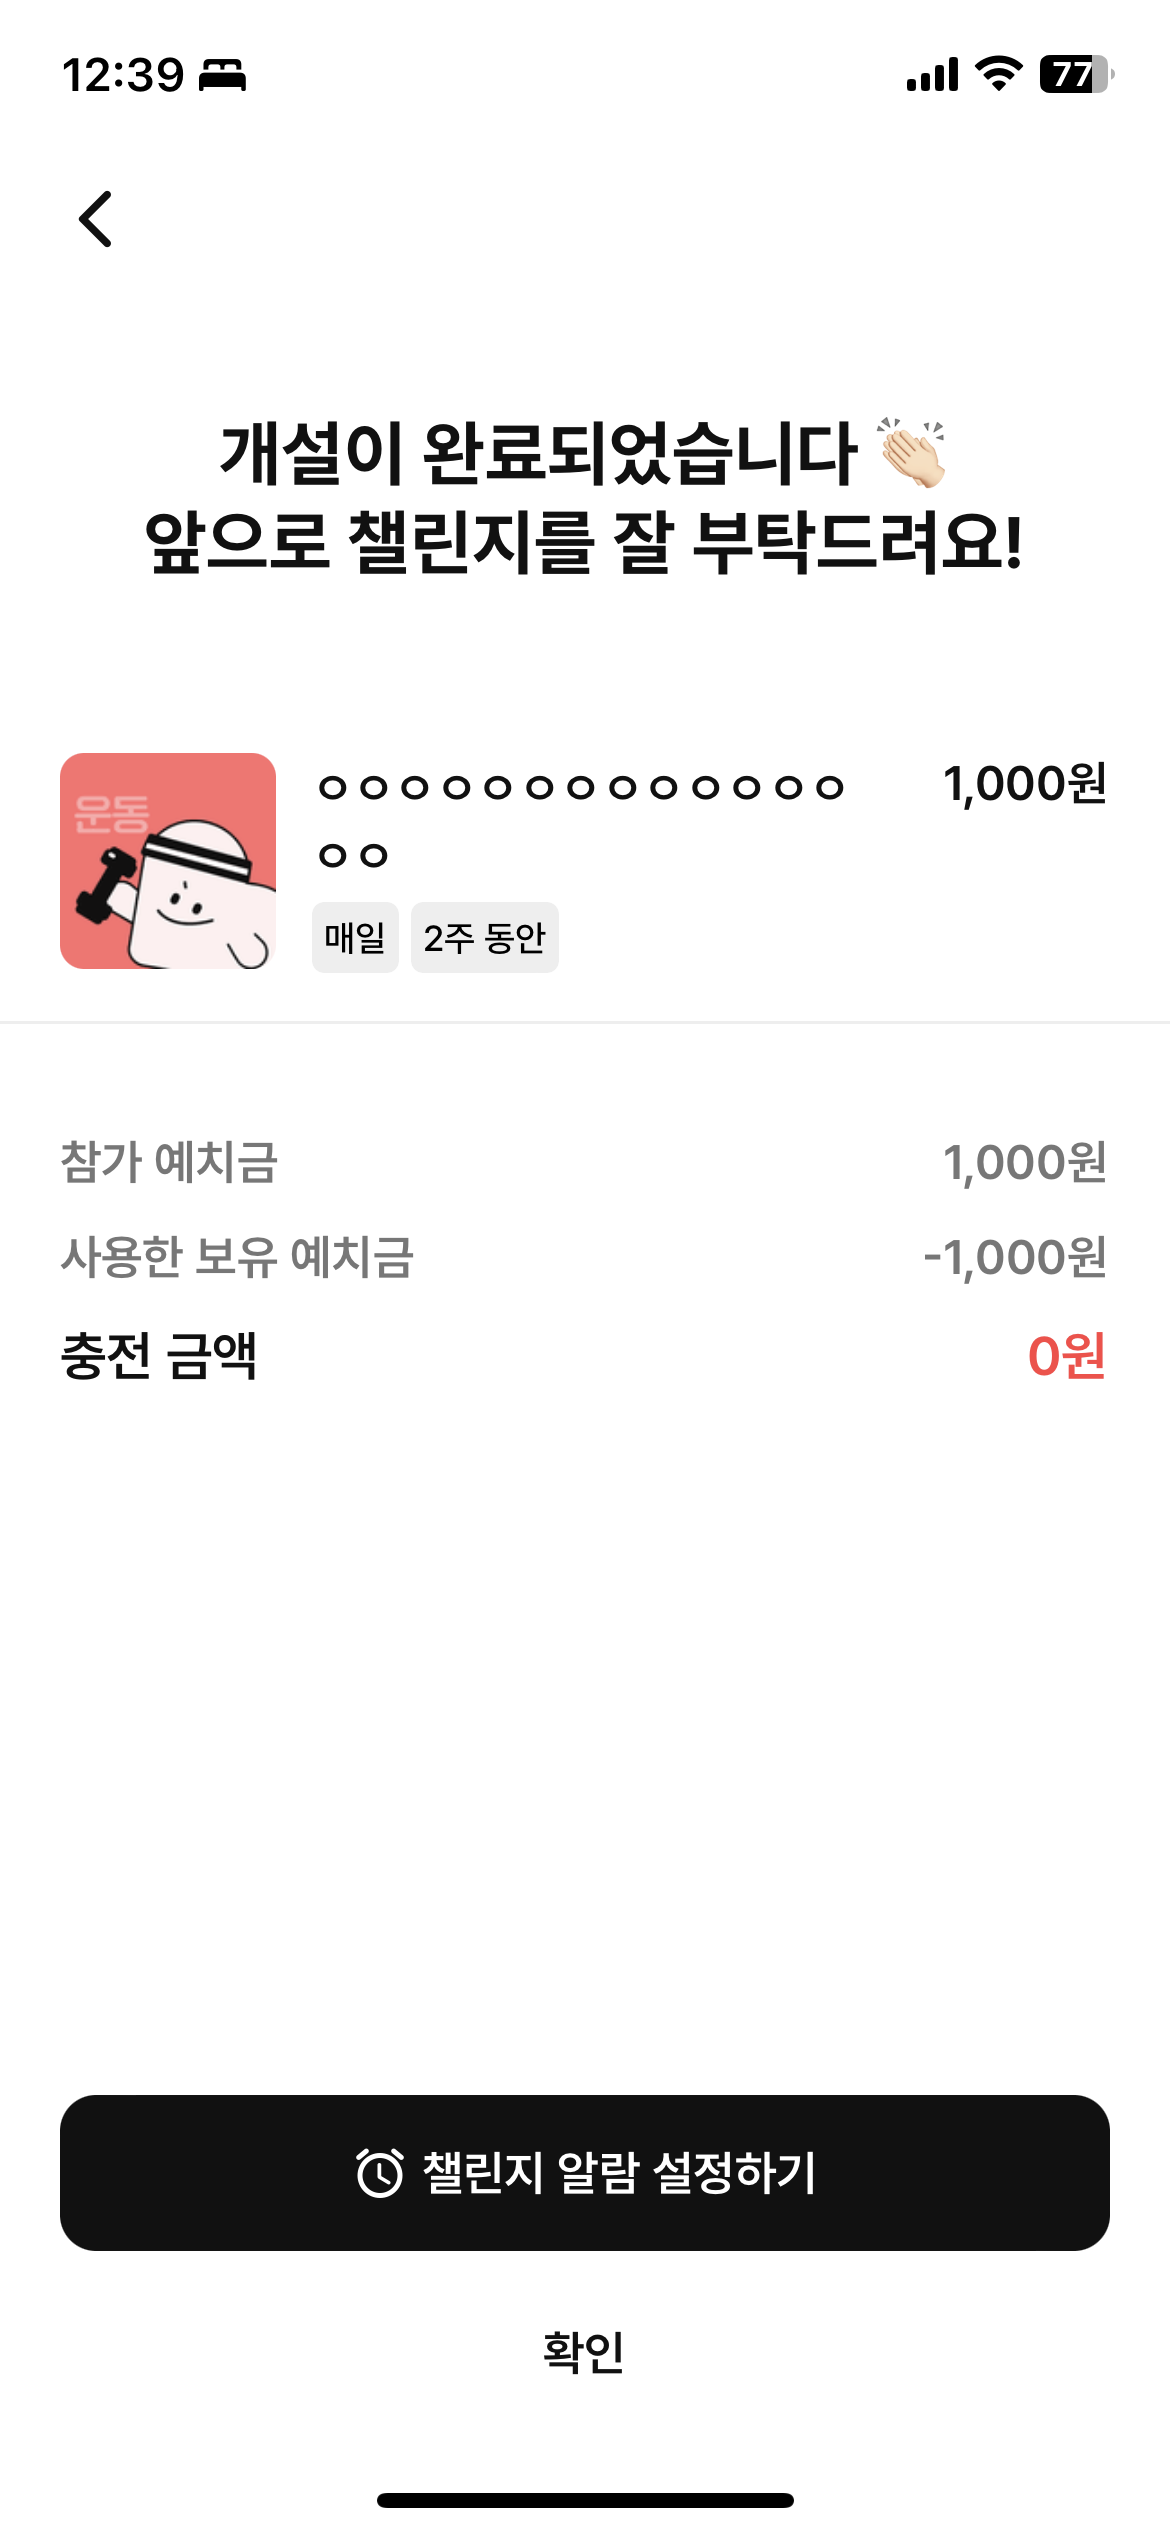 12:39
77
개설이 완료되었습니다 👏🏻
앞으로 챌린지를 잘 부탁드려요!
운동
ㅇㅇㅇㅇㅇㅇㅇㅇㅇㅇㅇㅇㅇ
ㅇㅇ
1,000원
매일
2주 동안
참가 예치금 1,000원
사용한 보유 예치금 -1,000원
충전 금액 0원
챌린지 알람 설정하기
확인